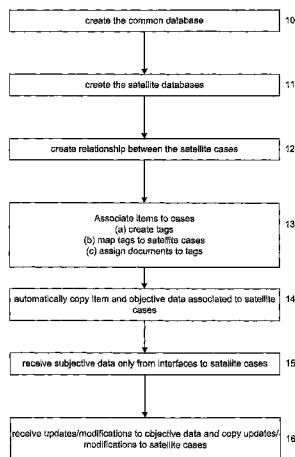 create the common database 10
create the satellite databases 11
create relationship between the satellite cases 12
Associate items to cases
(a) create tags
(b) map tags to satellite cases
(c) assign documents to tags
13
automatically copy item and objective data associated to satellite
cases
14
receive subjective data only from interfaces to satellite cases 15
receive updates/modifications to objective data and copy updates/
modifications to satellite cases
16